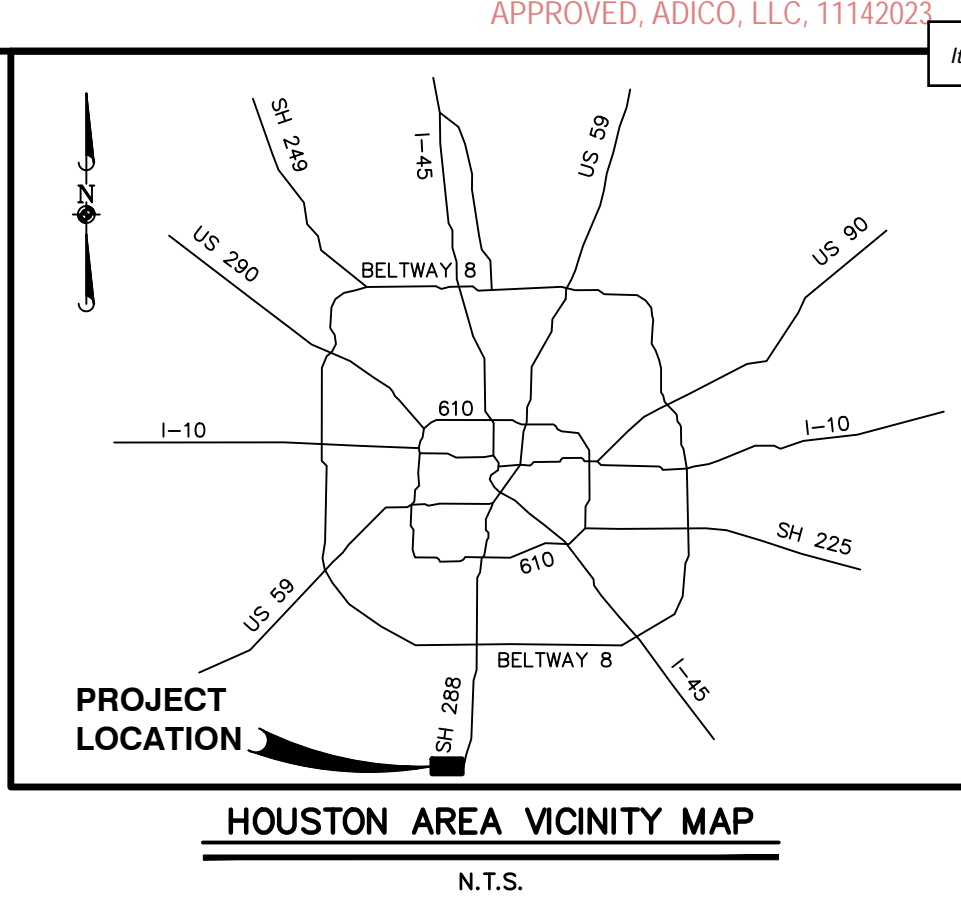 APPROVED, ADICO, LLC, 11142023
It
N
SH 249
I-45
US 59
US 290
US 90
BELTWAY 8
610
I-10
I-10
SH 225
610
US 59
BELTWAY 8
I-45
SH 288
PROJECT
LOCATION
HOUSTON AREA VICINITY MAP
N.T.S.